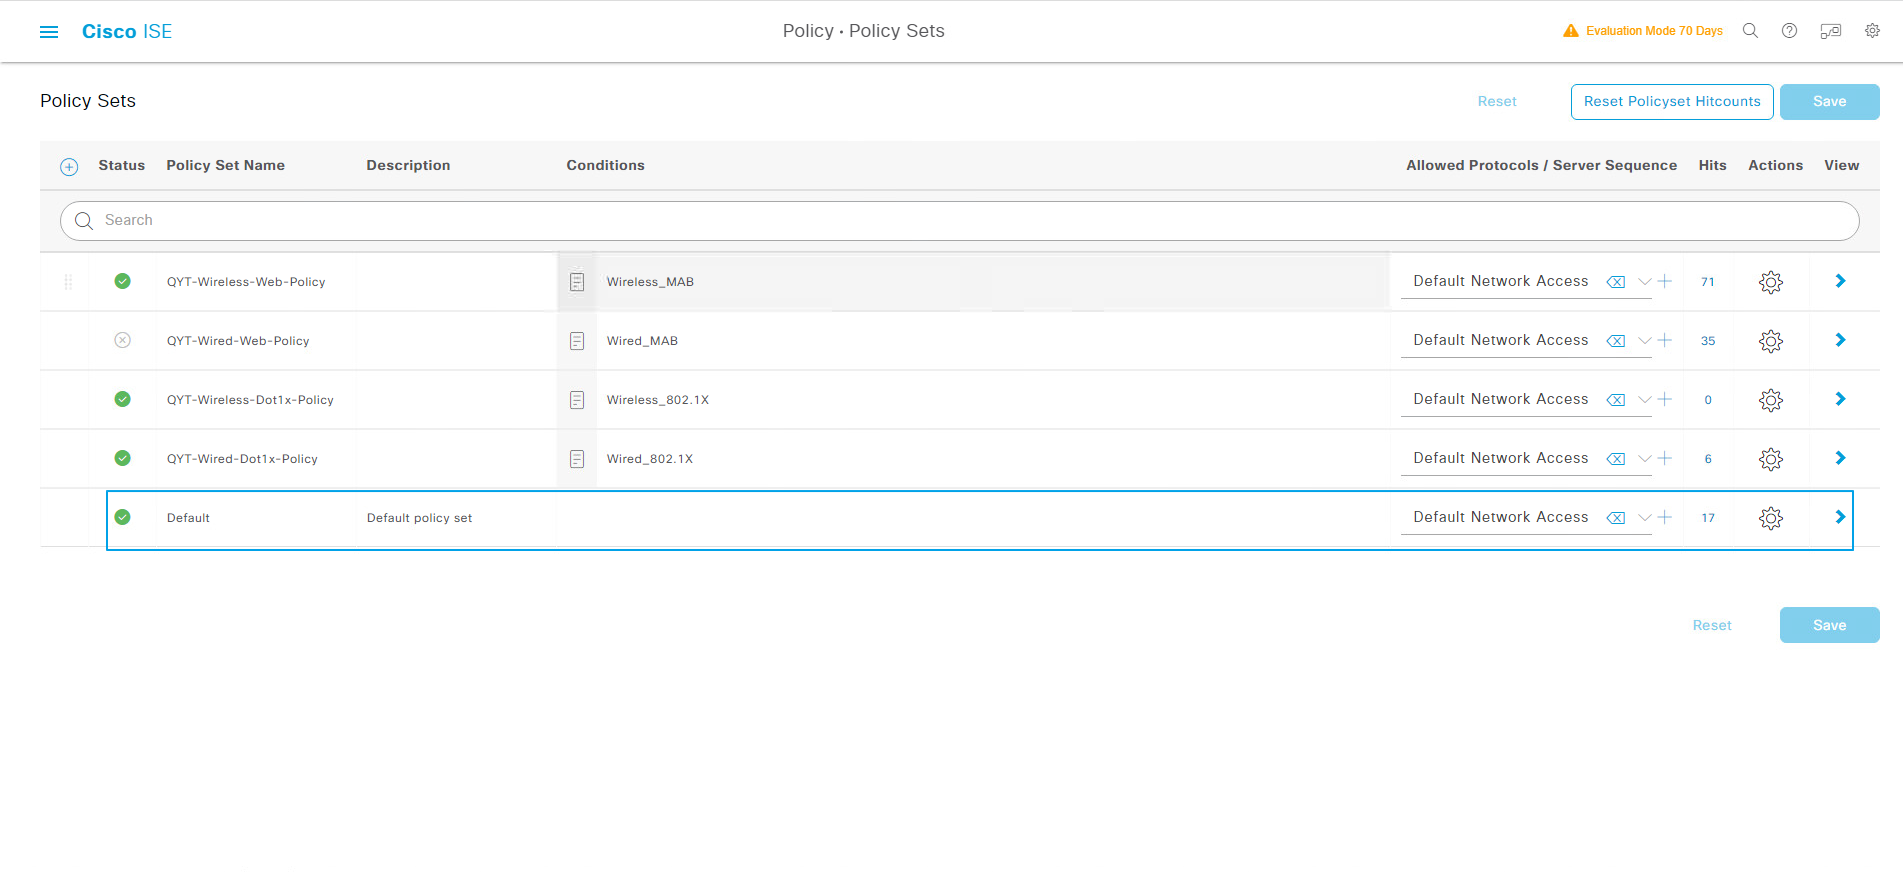 Cisco ISE
Policy · Policy Sets
Evaluation Mode 70 Days
Policy Sets
Reset
Reset Policyset Hitcounts
Save
Status Policy Set Name Description Conditions Allowed Protocols / Server Sequence Hits Actions View
Search
QYT-Wireless-Web-Policy Wireless_MAB Default Network Access 71
QYT-Wired-Web-Policy Wired_MAB Default Network Access 35
QYT-Wireless-Dot1x-Policy Wireless_802.1X Default Network Access 0
QYT-Wired-Dot1x-Policy Wired_802.1X Default Network Access 6
Default Default policy set Default Network Access 17
Reset
Save